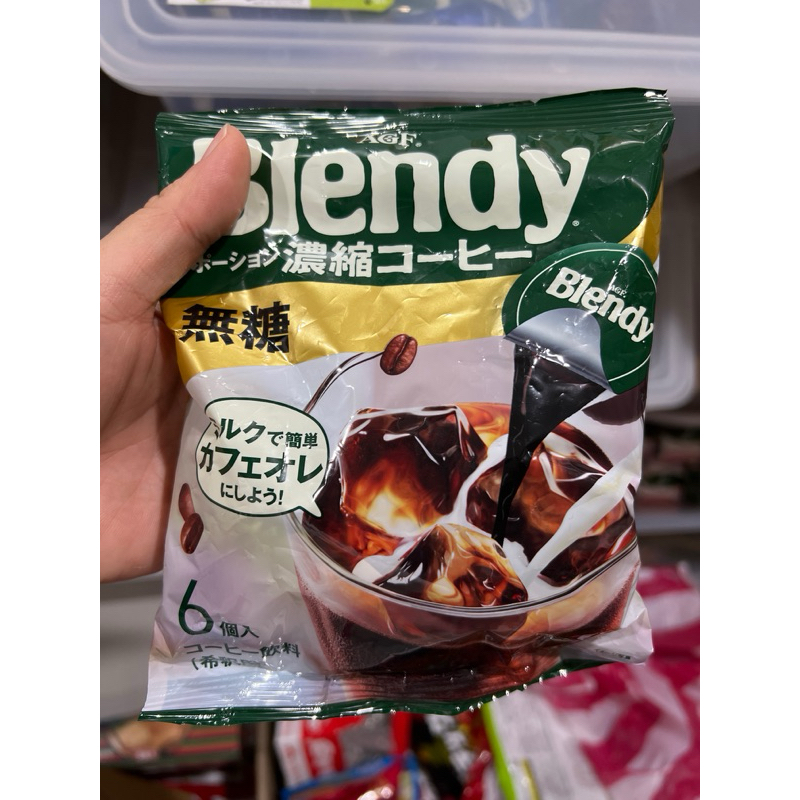 AGF.
Blendy®
ポーション 濃縮コーヒー
無糖
AGF
Blendy
ミルクで簡単
カフェオレ
にしよう!
6個入
コーヒー飲料